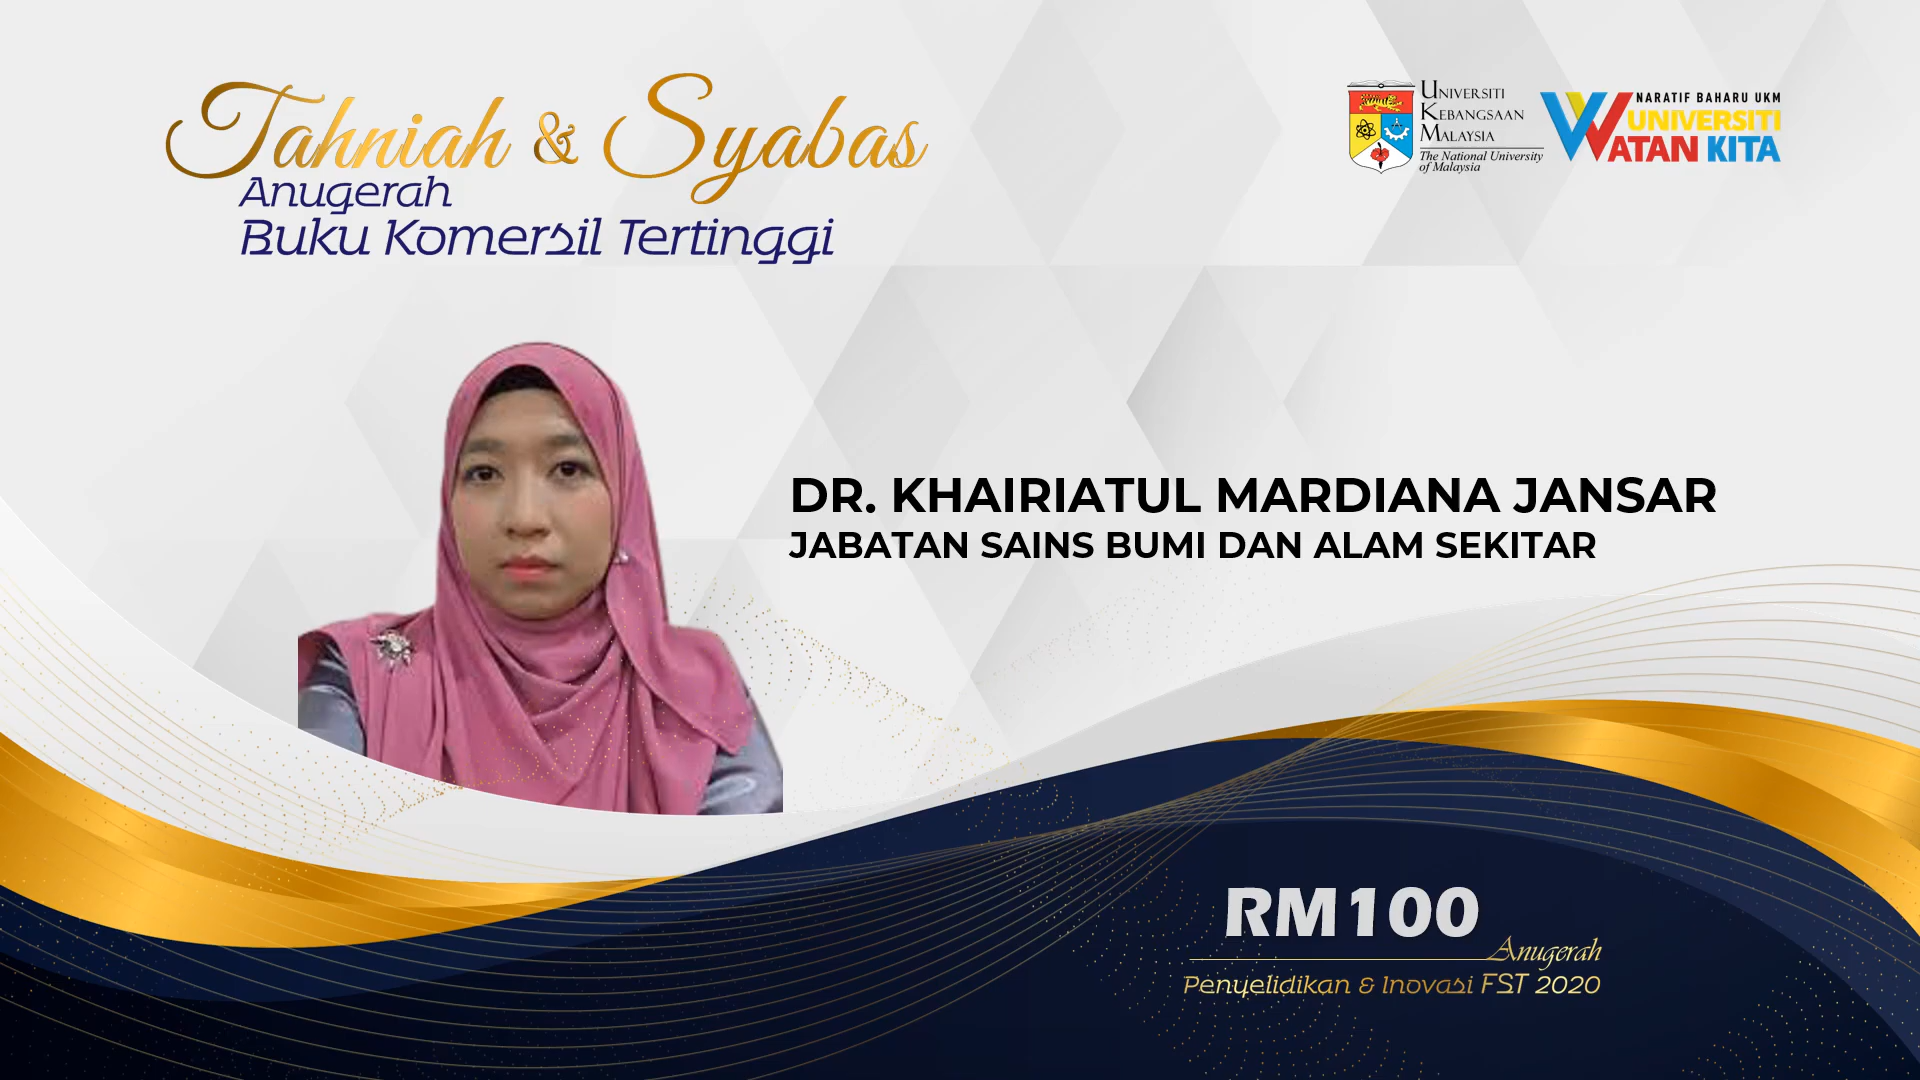 Tahniah & Syabas
Anugerah
Buku Komersil Tertinggi
UNIVERSITI
KEBANGSAAN
MALAYSIA
The National University
of Malaysia
NARATIF BAHARU UKM
UNIVERSITI
WATAN KITA
DR. KHAIRIATUL MARDIANA JANSAR
JABATAN SAINS BUMI DAN ALAM SEKITAR
RM100
Anugerah
Penyelidikan & Inovasi FST 2020